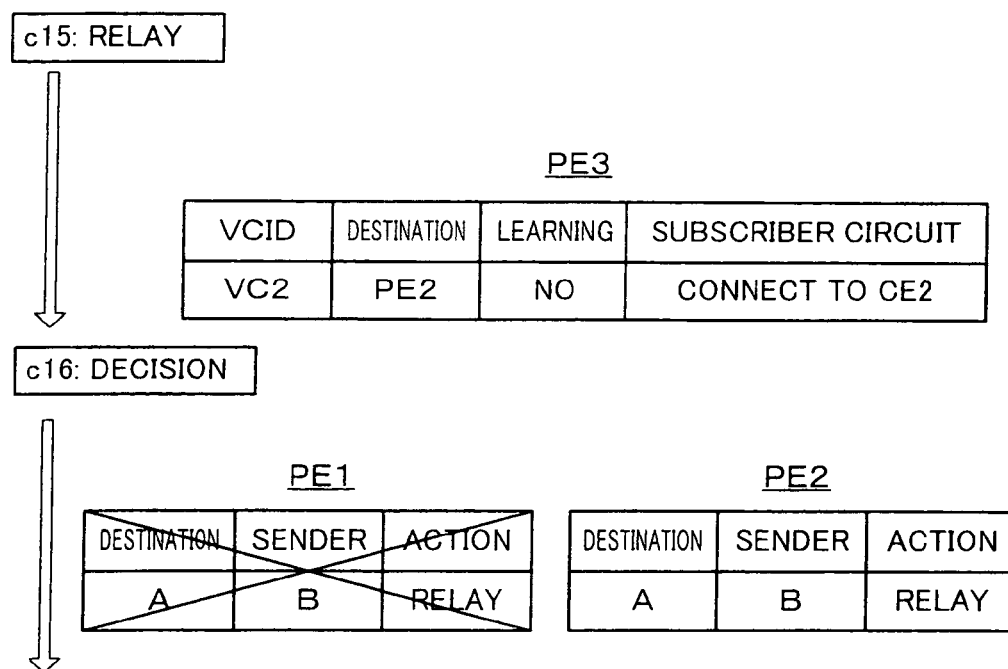 c15: RELAY
PE3
VCID DESTINATION LEARNING SUBSCRIBER CIRCUIT
VC2 PE2 NO CONNECT TO CE2
c16: DECISION
PE1
DESTINATION SENDER ACTION
A B RELAY
PE2
DESTINATION SENDER ACTION
A B RELAY